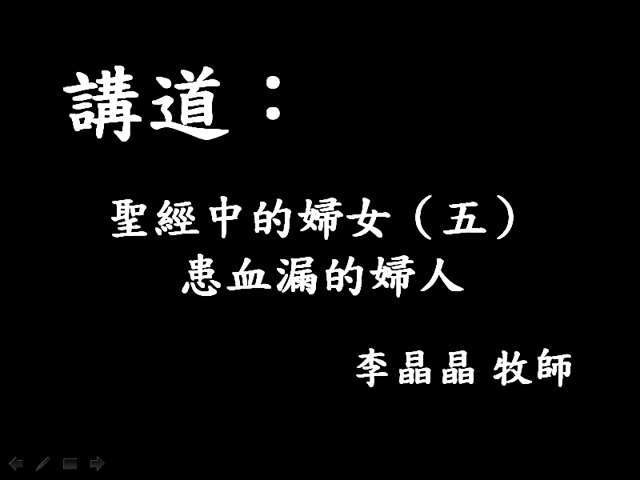 講道：
聖經中的婦女（五）
患血漏的婦人
李晶晶 牧師